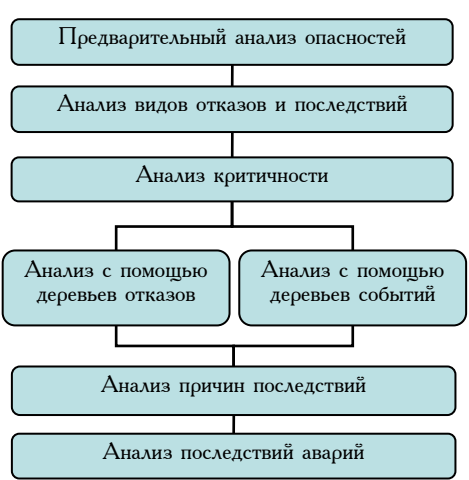 Предварительный анализ опасностей
Анализ видов отказов и последствий
Анализ критичности
Анализ с помощью
деревьев отказов
Анализ с помощью
деревьев событий
Анализ причин последствий
Анализ последствий аварий